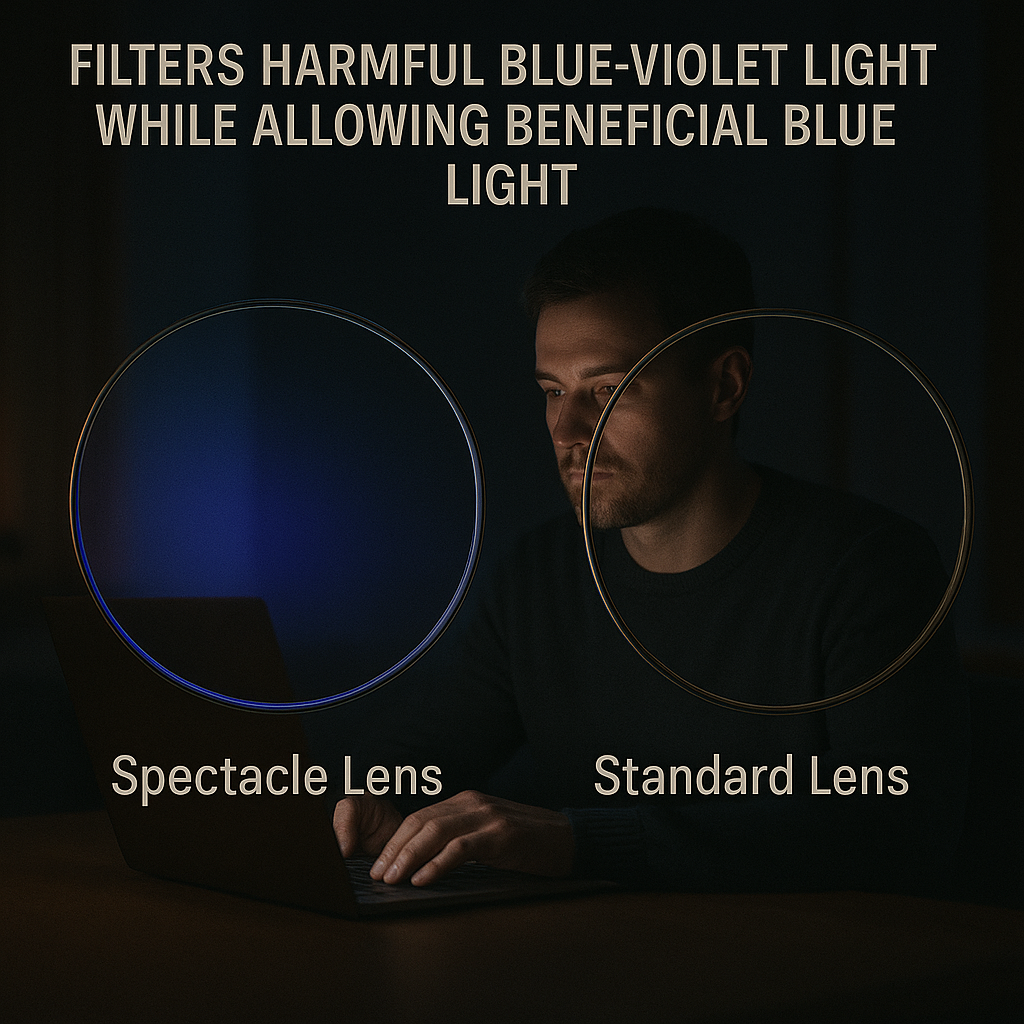 FILTERS HARMFUL BLUE-VIOLET LIGHT
WHILE ALLOWING BENEFICIAL BLUE
LIGHT
Spectacle Lens
Standard Lens